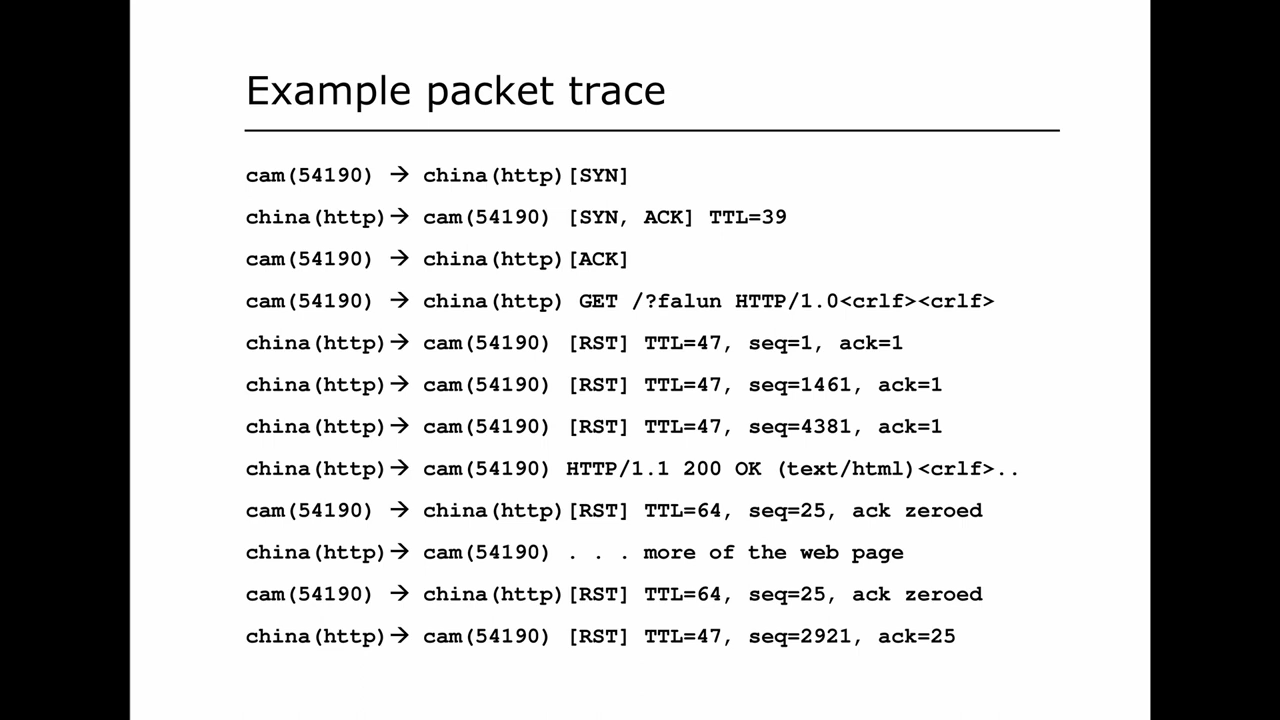 Example packet trace
cam(54190) → china(http)[SYN]
china(http)→ cam(54190) [SYN, ACK] TTL=39
cam(54190) → china(http)[ACK]
cam(54190) → china(http) GET /?falun HTTP/1.0<crlf><crlf>
china(http)→ cam(54190) [RST] TTL=47, seq=1, ack=1
china(http)→ cam(54190) [RST] TTL=47, seq=1461, ack=1
china(http)→ cam(54190) [RST] TTL=47, seq=4381, ack=1
china(http)→ cam(54190) HTTP/1.1 200 OK (text/html)<crlf>..
cam(54190) → china(http)[RST] TTL=64, seq=25, ack zeroed
china(http)→ cam(54190) . . . more of the web page
cam(54190) → china(http)[RST] TTL=64, seq=25, ack zeroed
china(http)→ cam(54190) [RST] TTL=47, seq=2921, ack=25